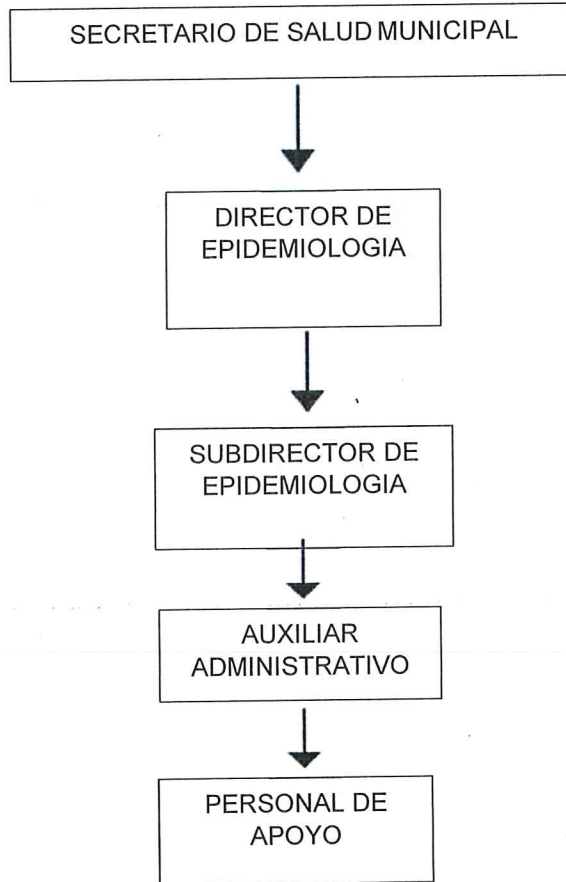 SECRETARIO DE SALUD MUNICIPAL
DIRECTOR DE
EPIDEMIOLOGIA
SUBDIRECTOR DE
EPIDEMIOLOGIA
AUXILIAR
ADMINISTRATIVO
PERSONAL DE
APOYO